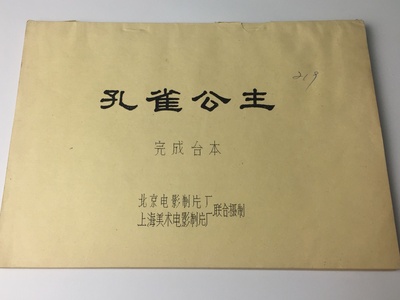 孔雀公主
219
完成台本
北京电影制片厂
上海美术电影制片厂联合摄制